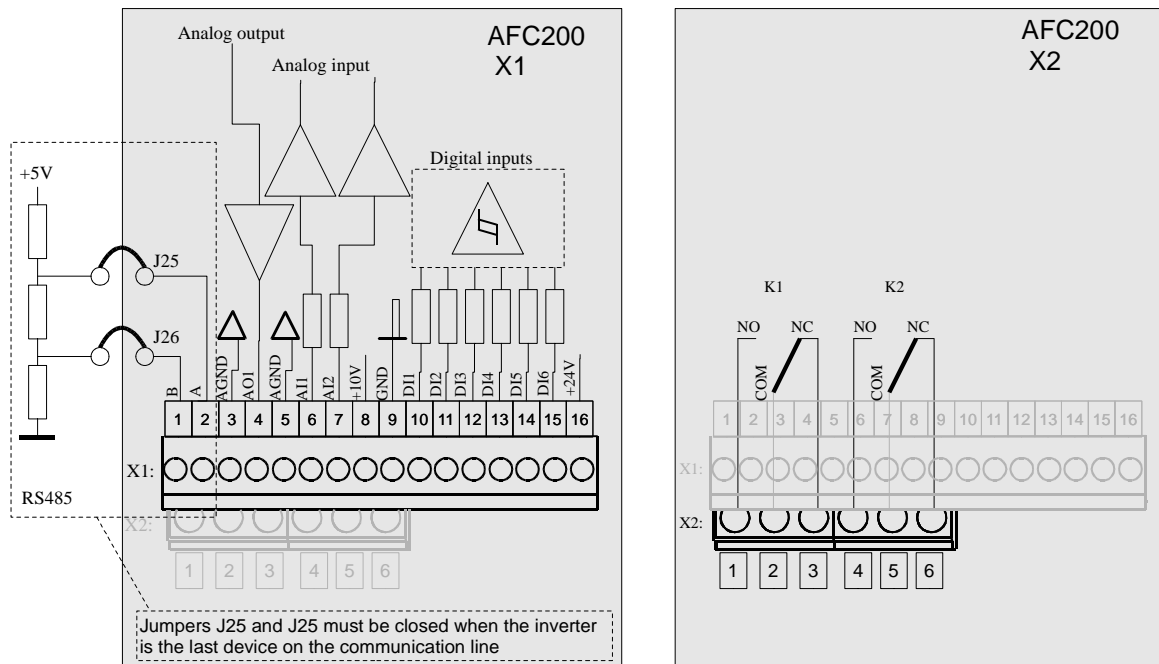 Analog output
AFC200
X1
Analog input
Digital inputs
+5V
J25
J26
B
A
AGND
AO1
AGND
AI1
AI2
+10V
GND
DI1
DI2
DI3
DI4
DI5
DI6
+24V
1 2 3 4 5 6 7 8 9 10 11 12 13 14 15 16
X1:
RS485
X2:
1 2 3 4 5 6
Jumpers J25 and J25 must be closed when the inverter
is the last device on the communication line
AFC200
X2
K1 K2
NO NC NO NC
COM COM
1 2 3 4 5 6 7 8 9 10 11 12 13 14 15 16
X1:
X2:
1 2 3 4 5 6